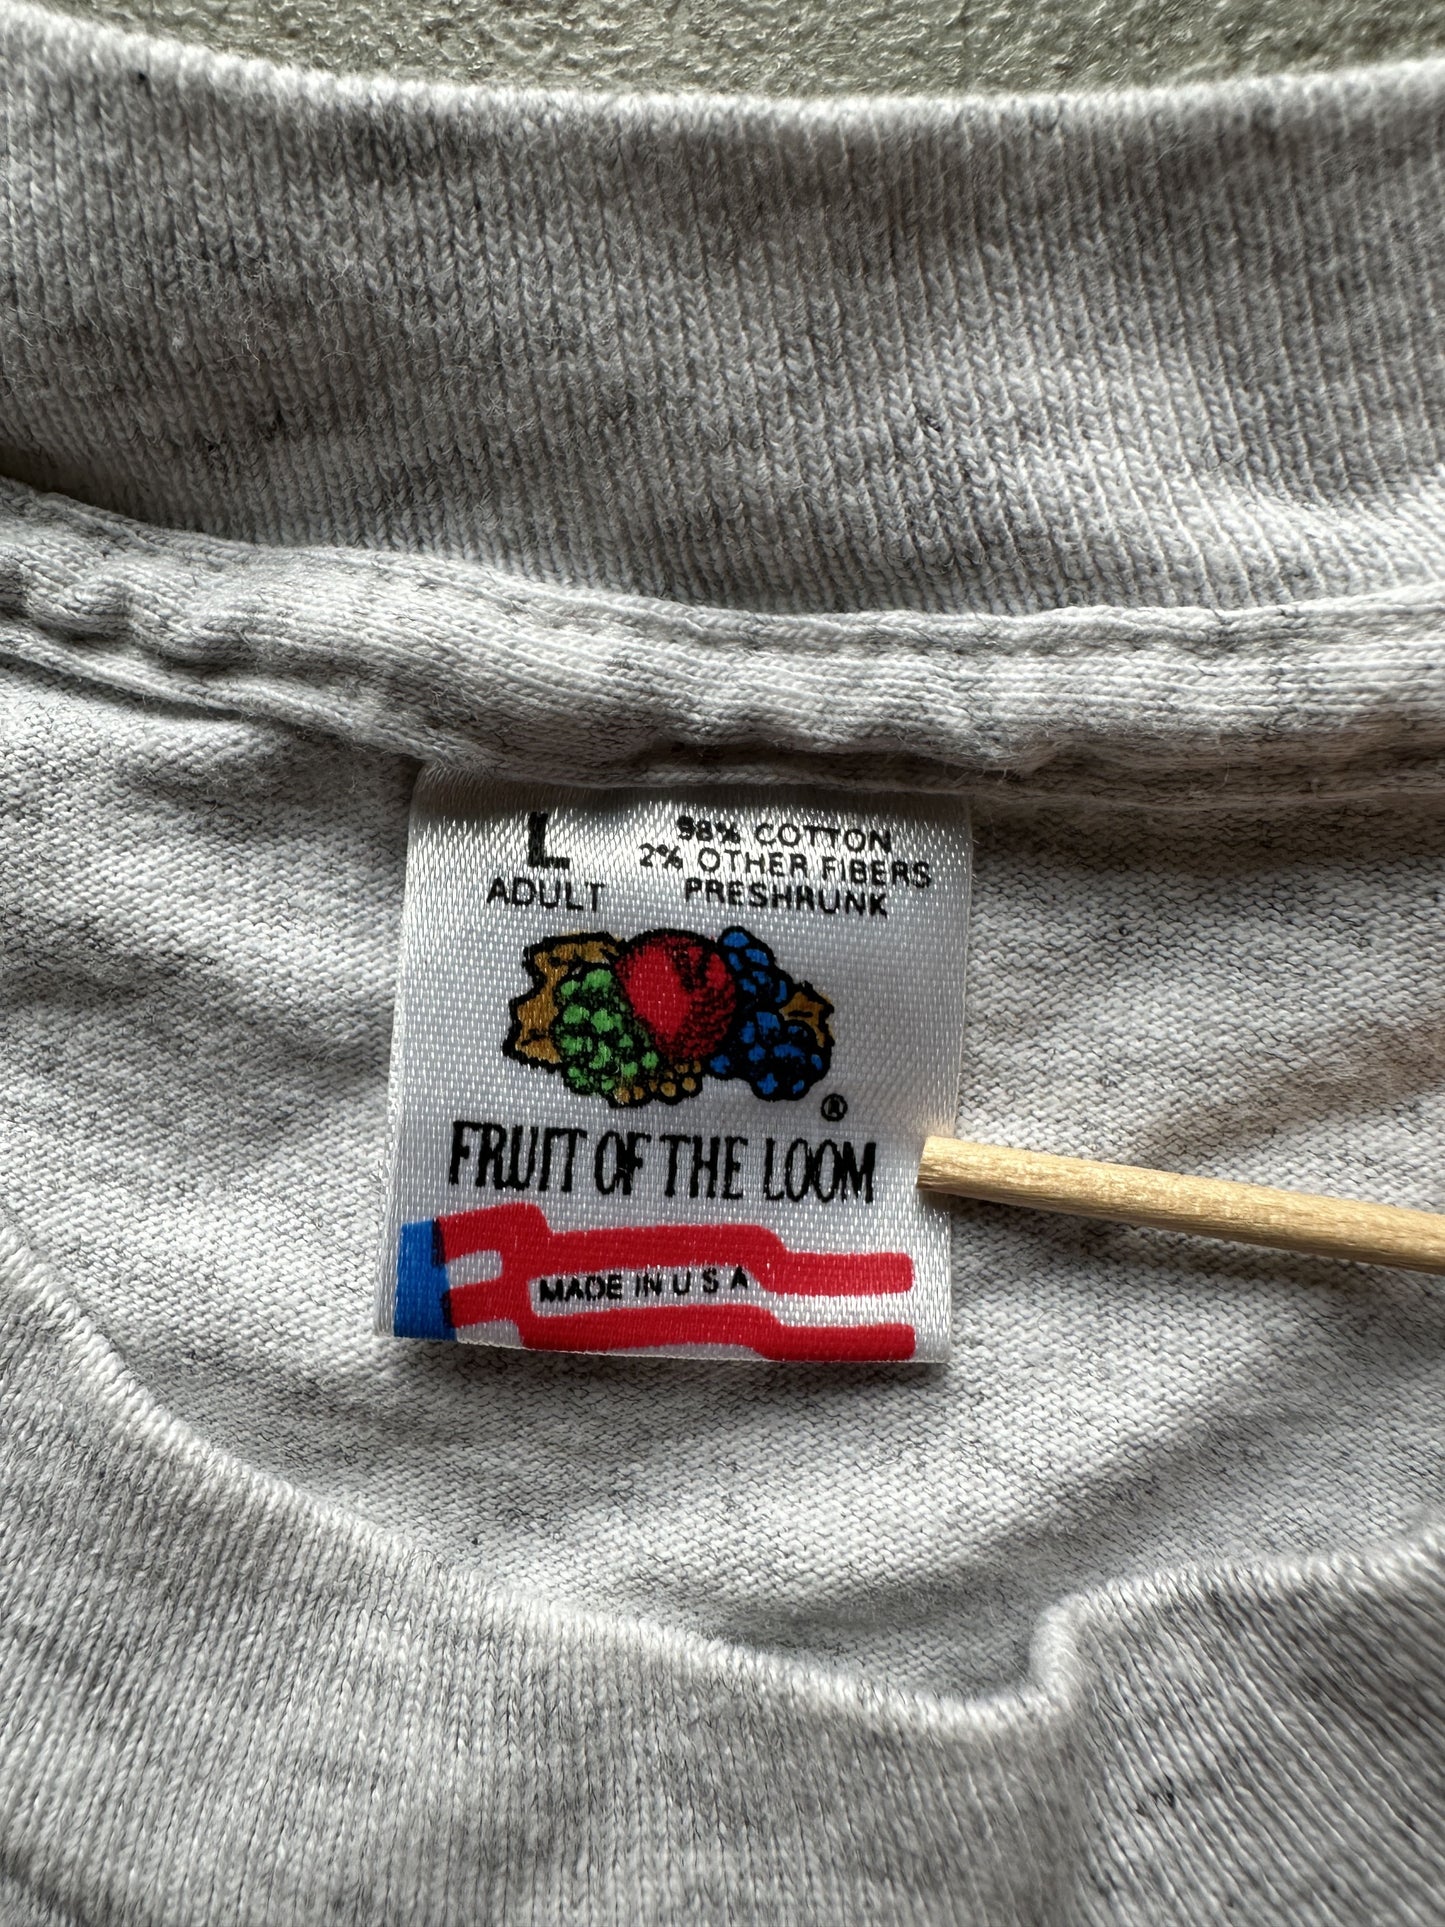 L
ADULT
98% COTTON
2% OTHER FIBERS
PRESHRUNK
®
FRUIT OF THE LOOM
MADE IN U S A